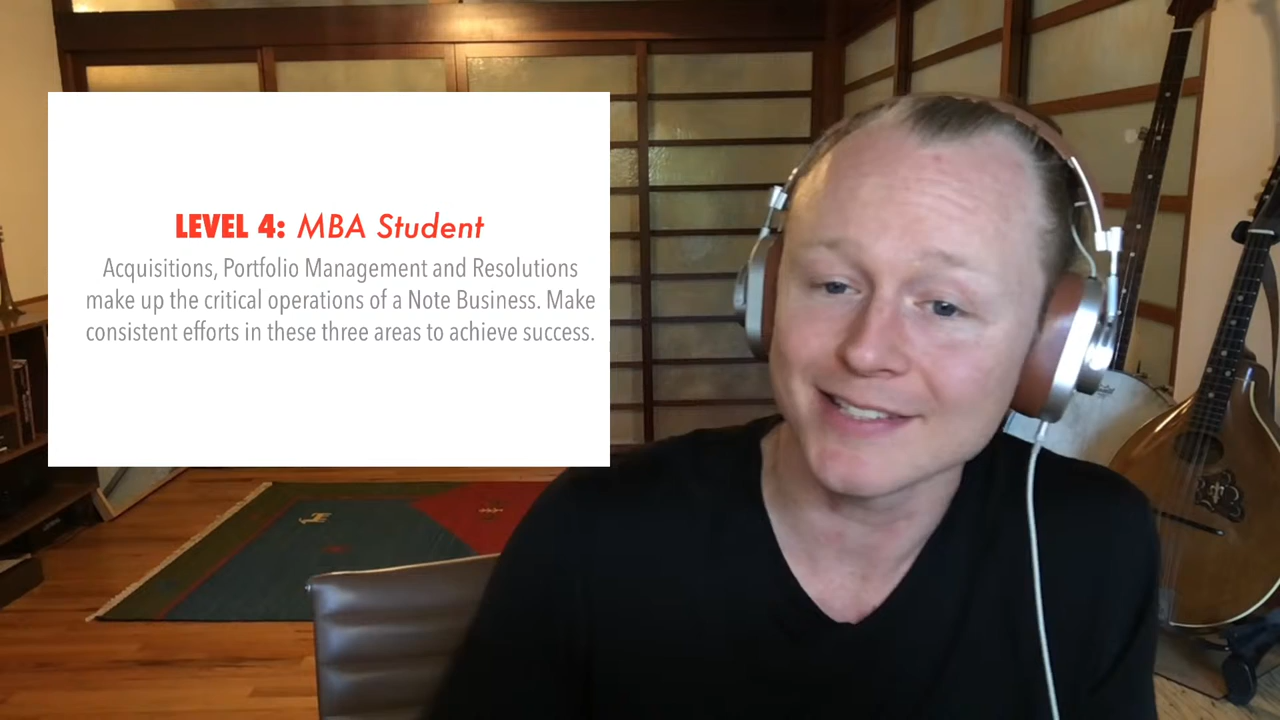 LEVEL 4: MBA Student
Acquisitions, Portfolio Management and Resolutions
make up the critical operations of a Note Business. Make
consistent efforts in these three areas to achieve success.